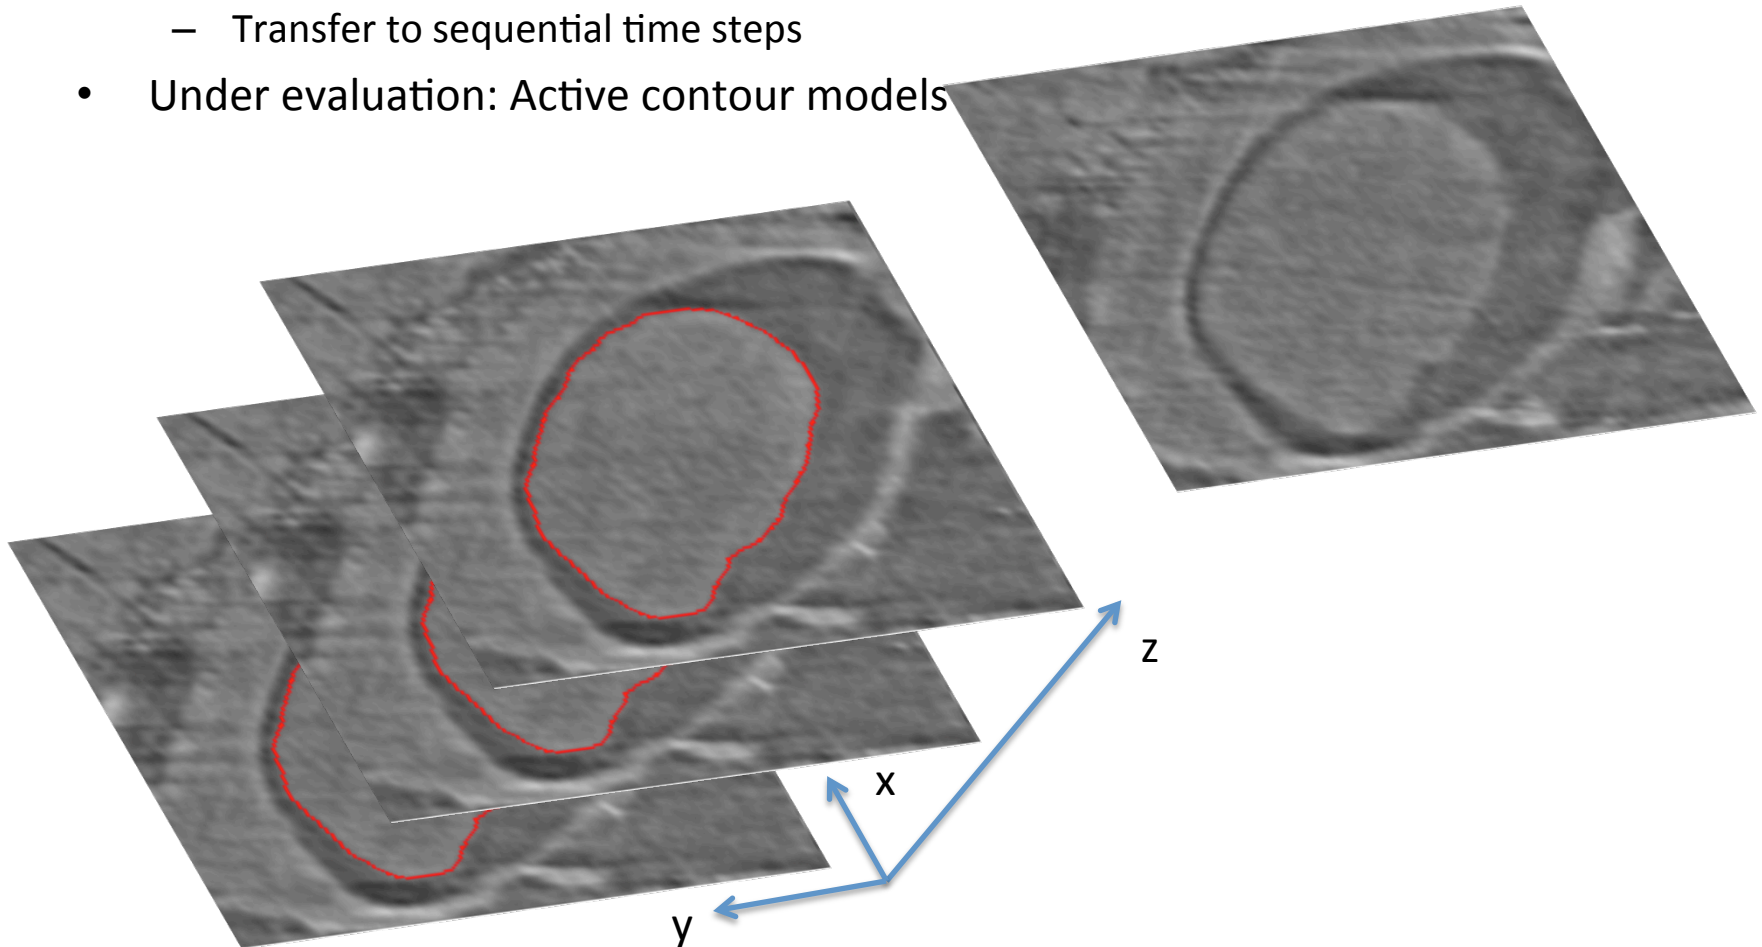 – Transfer to sequential time steps
• Under evaluation: Active contour models
z
x
y